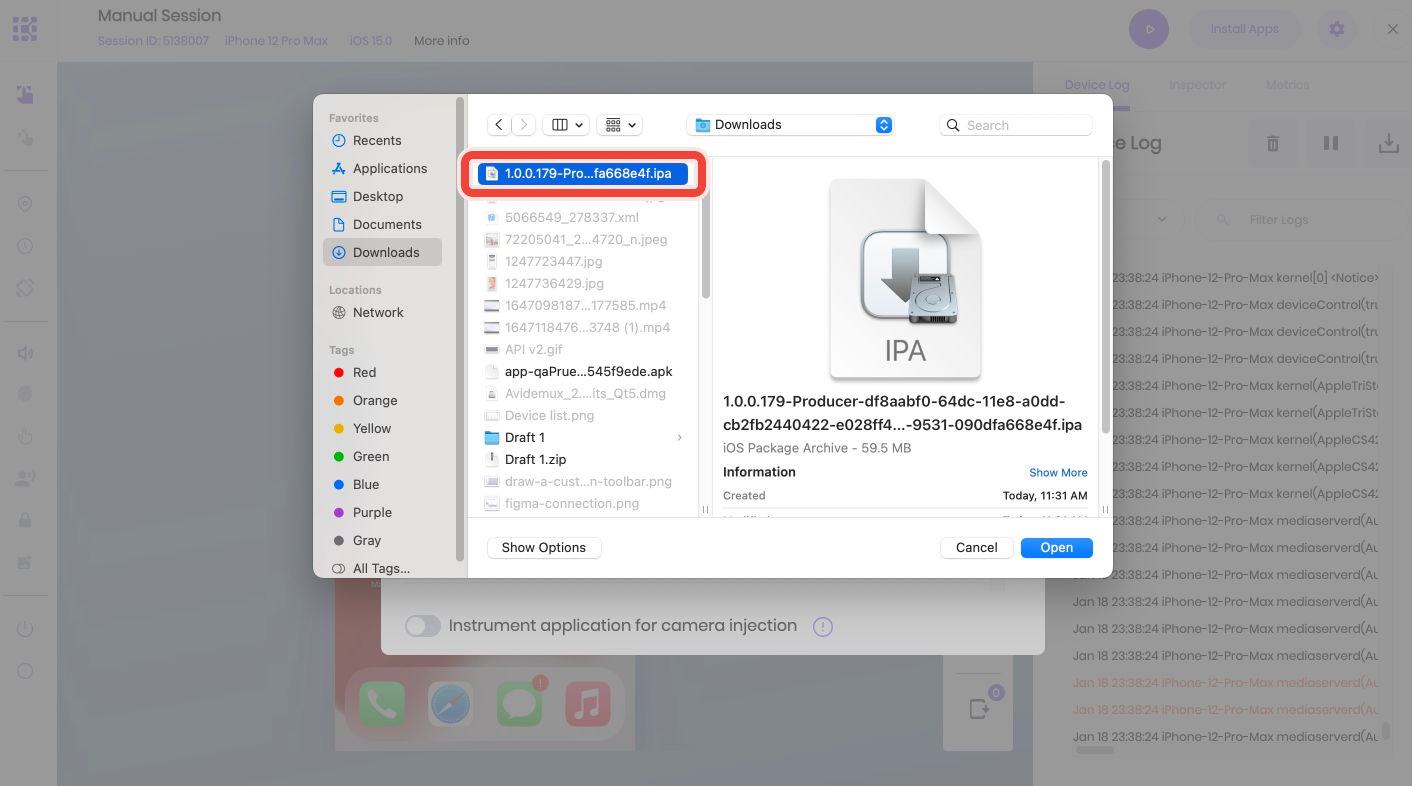 Manual Session
Session ID: 5138007 iPhone 12 Pro Max iOS 15.0 More info
Install Apps
Device Log Inspector Metrics
Favorites
Recents
Applications
Desktop
Documents
Downloads
Locations
Network
Tags
Red
Orange
Yellow
Green
Blue
Purple
Gray
All Tags...
Downloads
Search
1.0.0.179-Pro...fa668e4f.ipa
5066549_278337.xml
72205041_2...4720_n.jpeg
1247723447.jpg
1247736429.jpg
1647098187...177585.mp4
1647118476...3748 (1).mp4
API v2.gif
app-qaPrue...545f9ede.apk
Avidemux_2....its_Qt5.dmg
Device list.png
Draft 1
Draft 1.zip
draw-a-cust...n-toolbar.png
figma-connection.png
IPA
1.0.0.179-Producer-df8aabf0-64dc-11e8-a0dd-
cb2fb2440422-e028ff4...-9531-090dfa668e4f.ipa
iOS Package Archive - 59.5 MB
Information Show More
Created Today, 11:31 AM
Show Options
Cancel
Open
Instrument application for camera injection
!
!
0
Log
Filter Logs
23:38:24 iPhone-12-Pro-Max kernel[0] <Notice>
23:38:24 iPhone-12-Pro-Max deviceControl(tru
23:38:24 iPhone-12-Pro-Max deviceControl(tru
23:38:24 iPhone-12-Pro-Max deviceControl(tru
23:38:24 iPhone-12-Pro-Max kernel(AppleTriSt
23:38:24 iPhone-12-Pro-Max kernel(AppleTriSt
23:38:24 iPhone-12-Pro-Max kernel(AppleCS42
23:38:24 iPhone-12-Pro-Max kernel(AppleCS42
23:38:24 iPhone-12-Pro-Max kernel(AppleCS42
23:38:24 iPhone-12-Pro-Max mediaserverd(Au
23:38:24 iPhone-12-Pro-Max mediaserverd(Au
Jan 18 23:38:24 iPhone-12-Pro-Max mediaserverd(Au
Jan 18 23:38:24 iPhone-12-Pro-Max mediaserverd(Au
Jan 18 23:38:24 iPhone-12-Pro-Max mediaserverd(Au
Jan 18 23:38:24 iPhone-12-Pro-Max mediaserverd(Au
Jan 18 23:38:24 iPhone-12-Pro-Max mediaserverd(Au
Jan 18 23:38:24 iPhone-12-Pro-Max mediaserverd(Au
Jan 18 23:38:24 iPhone-12-Pro-Max mediaserverd(Au